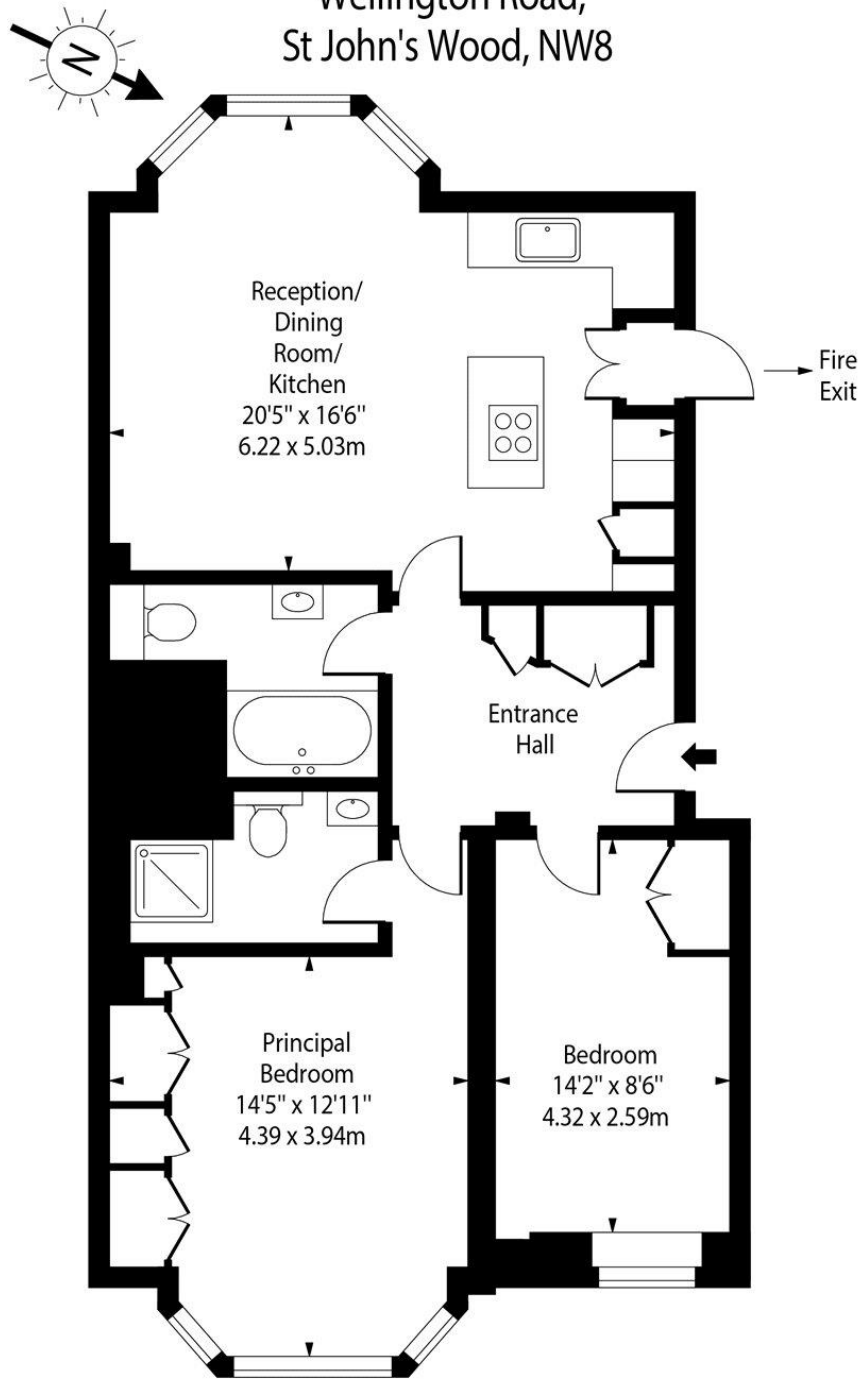 Wellington Road,
St John's Wood, NW8
N
Reception/
Dining
Room/
Kitchen
20'5" x 16'6"
6.22 x 5.03m
Fire
Exit
Entrance
Hall
Principal
Bedroom
14'5" x 12'11"
4.39 x 3.94m
Bedroom
14'2" x 8'6"
4.32 x 2.59m